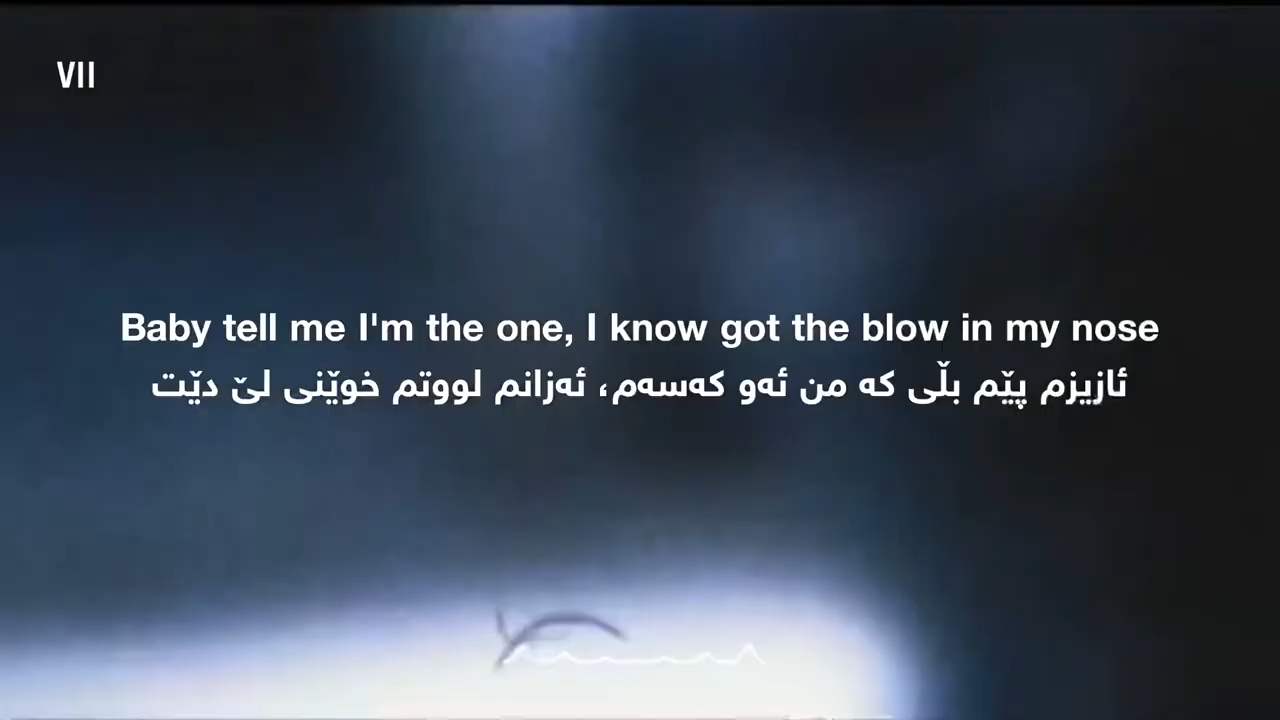 VII
Baby tell me I'm the one, I know got the blow in my nose
ئازیزم پێم بڵی کە من ئەو کەسەم، ئەزانم لووتم خوێنی لێ دێت